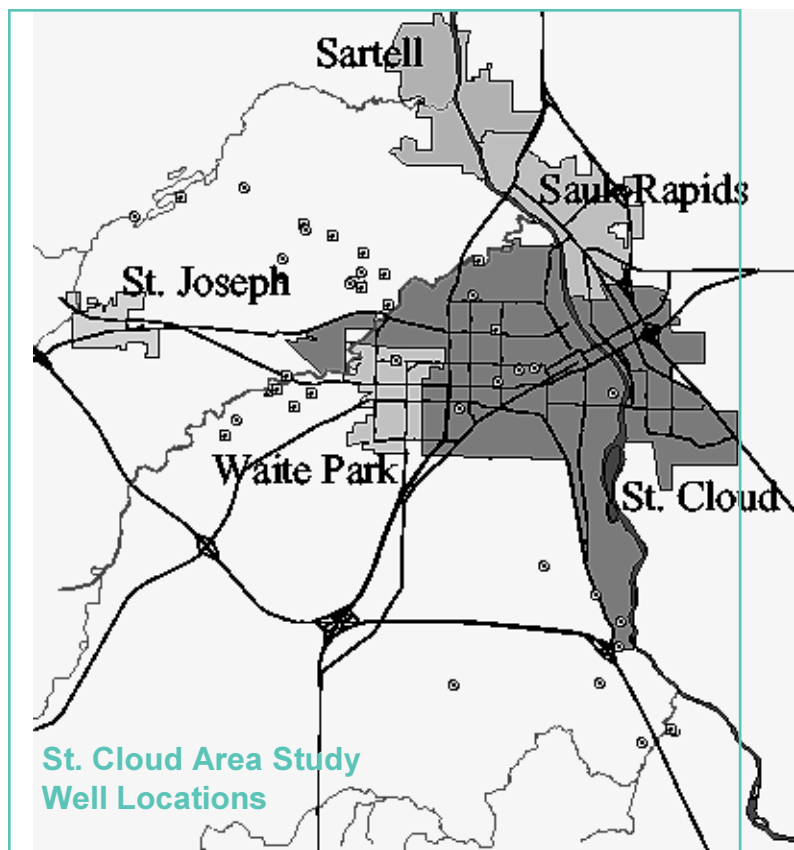 Sartell
Sauk Rapids
St. Joseph
Waite Park
St. Cloud
St. Cloud Area Study
Well Locations